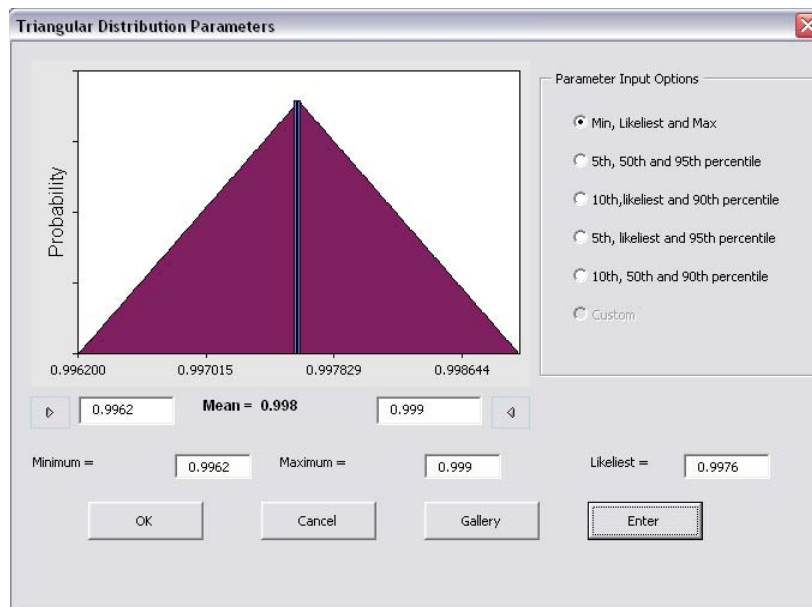 Triangular Distribution Parameters
Probability
0.996200 0.997015 0.997829 0.998644
0.9962 Mean = 0.998 0.999
Minimum = 0.9962 Maximum = 0.999 Likeliest = 0.9976
OK Cancel Gallery Enter
Parameter Input Options
Min, Likeliest and Max
5th, 50th and 95th percentile
10th,likeliest and 90th percentile
5th, likeliest and 95th percentile
10th, 50th and 90th percentile
Custom